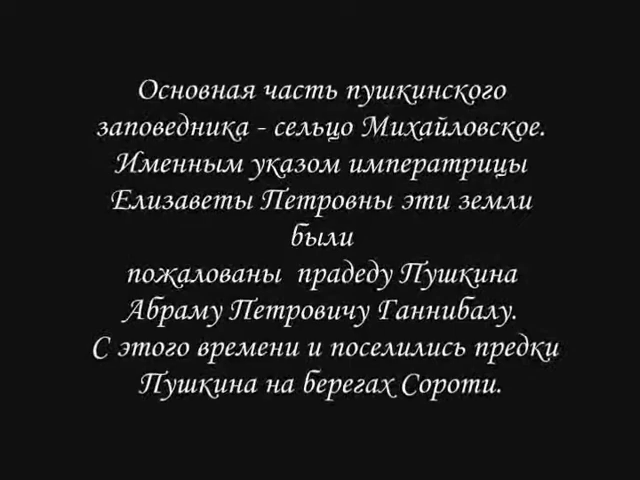 Основная часть пушкинского
заповедника - сельцо Михайловское.
Именным указом императрицы
Елизаветы Петровны эти земли
были
пожалованы прадеду Пушкина
Абраму Петровичу Ганнибалу.
С этого времени и поселились предки
Пушкина на берегах Сороти.